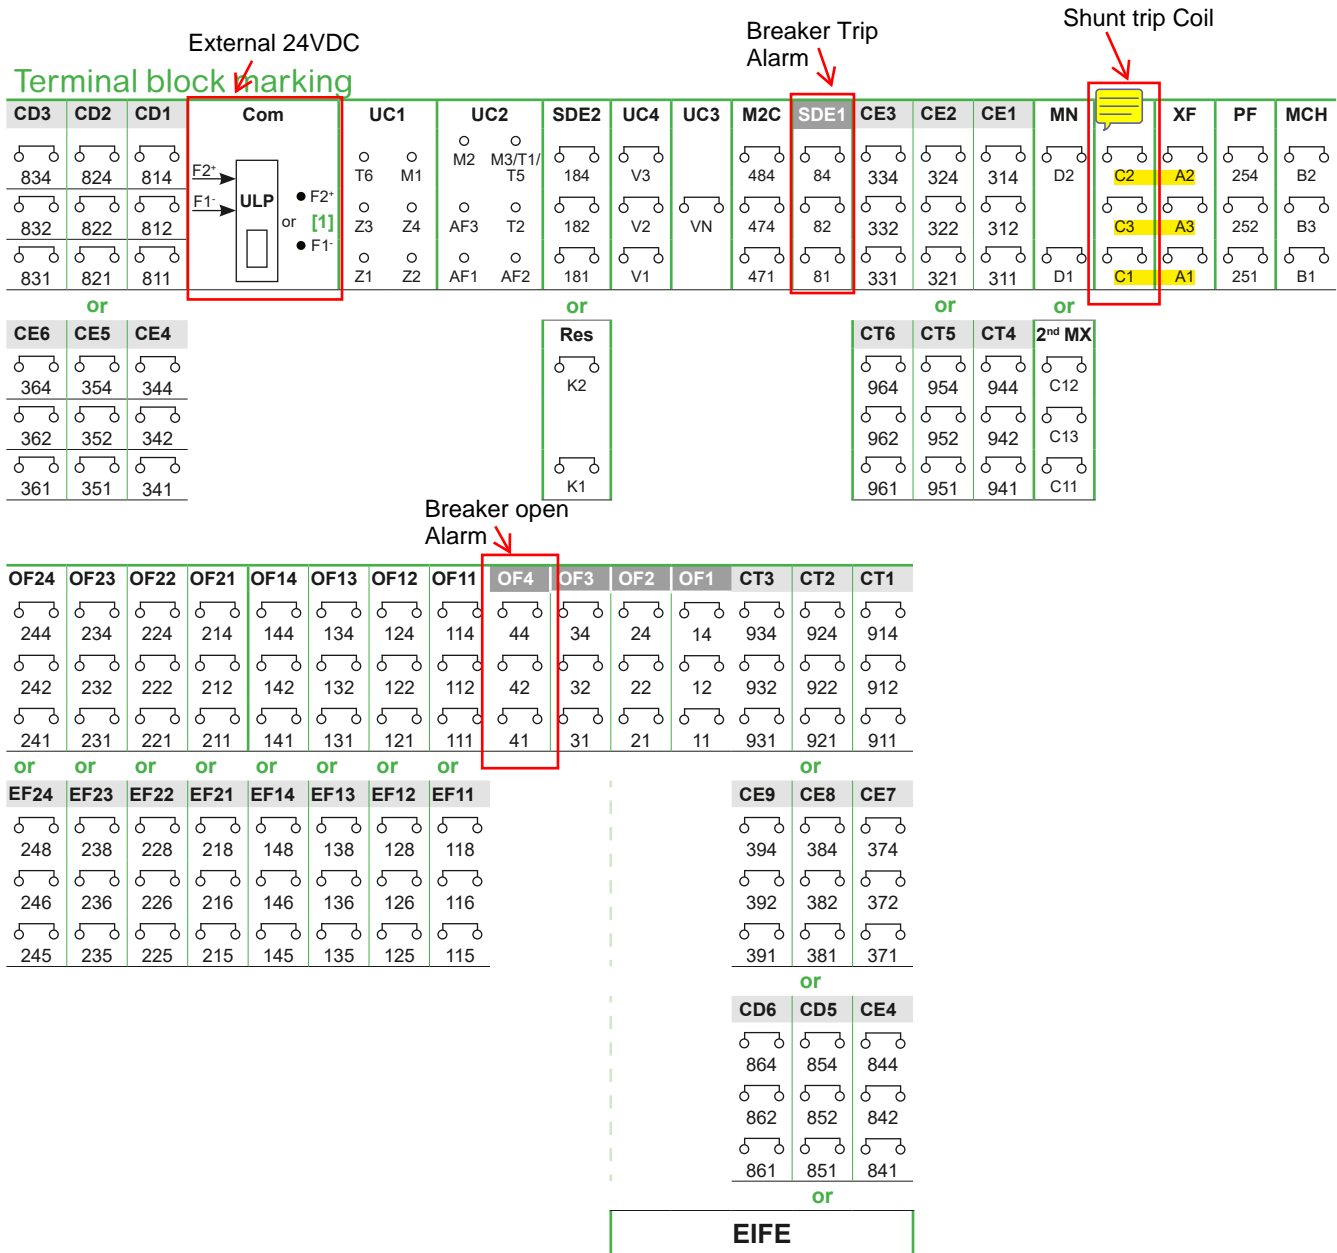 Shunt trip Coil
Breaker Trip
Alarm
External 24VDC
Terminal block marking
CD3 CD2 CD1 Com UC1 UC2 SDE2 UC4 UC3 M2C SDE1 CE3 CE2 CE1 MN XF PF MCH
834 824 814 F2+ T6 M1 M2 M3/T1/ T5 184 V3 484 84 334 324 314 D2 C2 A2 254 B2
F1- ULP F2+
or [1]
F1-
832 822 812 Z3 Z4 AF3 T2 182 V2 VN 474 82 332 322 312 C3 A3 252 B3
831 821 811 Z1 Z2 AF1 AF2 181 V1 471 81 331 321 311 D1 C1 A1 251 B1
or or or or
CE6 CE5 CE4 Res CT6 CT5 CT4 2nd MX
364 354 344 K2 964 954 944 C12
362 352 342 962 952 942 C13
361 351 341 K1 961 951 941 C11
Breaker open
Alarm
OF24 OF23 OF22 OF21 OF14 OF13 OF12 OF11 OF4 OF3 OF2 OF1 CT3 CT2 CT1
244 234 224 214 144 134 124 114 44 34 24 14 934 924 914
242 232 222 212 142 132 122 112 42 32 22 12 932 922 912
241 231 221 211 141 131 121 111 41 31 21 11 931 921 911
or or or or or or or or or
EF24 EF23 EF22 EF21 EF14 EF13 EF12 EF11 CE9 CE8 CE7
248 238 228 218 148 138 128 118 394 384 374
246 236 226 216 146 136 126 116 392 382 372
245 235 225 215 145 135 125 115 391 381 371
or
CD6 CD5 CE4
864 854 844
862 852 842
861 851 841
or
EIFE